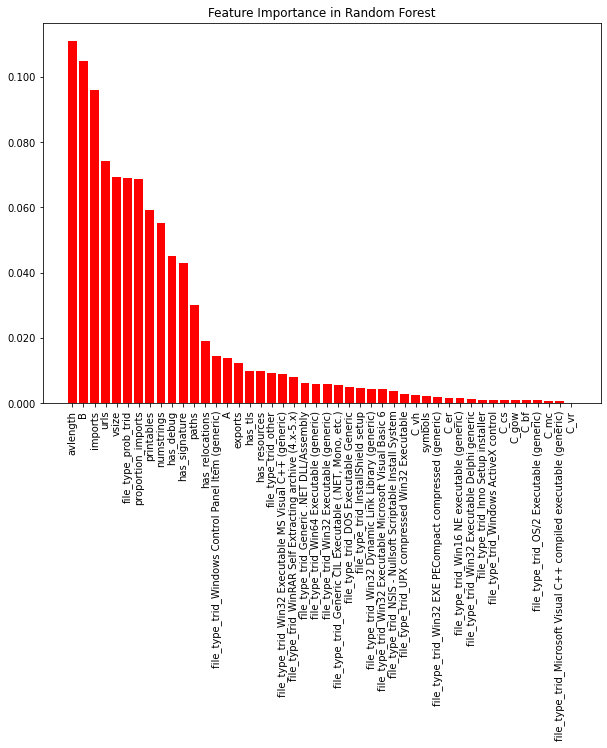 Feature Importance in Random Forest
0.100
0.080
0.060
0.040
0.020
0.000
avlength
B
imports
urls
vsize
file_type_prob_trid
proportion_imports
printables
numstrings
has_debug
has_signature
paths
has_relocations
file_type_trid_Windows Control Panel Item (generic)
A
exports
has_tls
has_resources
file_type_trid_other
file_type_trid_Win32 Executable MS Visual C++ (generic)
file_type_trid_WinRAR Self Extracting archive (4.x-5.x)
file_type_trid_Generic .NET DLL/Assembly
file_type_trid_Win64 Executable (generic)
file_type_trid_Win32 Executable (generic)
file_type_trid_Generic CIL Executable (.NET, Mono, etc.)
file_type_trid_DOS Executable Generic
file_type_trid_InstallShield setup
file_type_trid_Win32 Dynamic Link Library (generic)
file_type_trid_Win32 Executable Microsoft Visual Basic 6
file_type_trid_NSIS - Nullsoft Scriptable Install System
file_type_trid_UPX compressed Win32 Executable
C_vh
symbols
file_type_trid_Win32 EXE PECompact compressed (generic)
C_er
file_type_trid_Win16 NE executable (generic)
file_type_trid_Win32 Executable Delphi generic
file_type_trid_Inno Setup installer
file_type_trid_Windows ActiveX control
C_cs
C_gow
C_bf
file_type_trid_OS/2 Executable (generic)
C_mc
file_type_trid_Microsoft Visual C++ compiled executable (generic)
C_vr